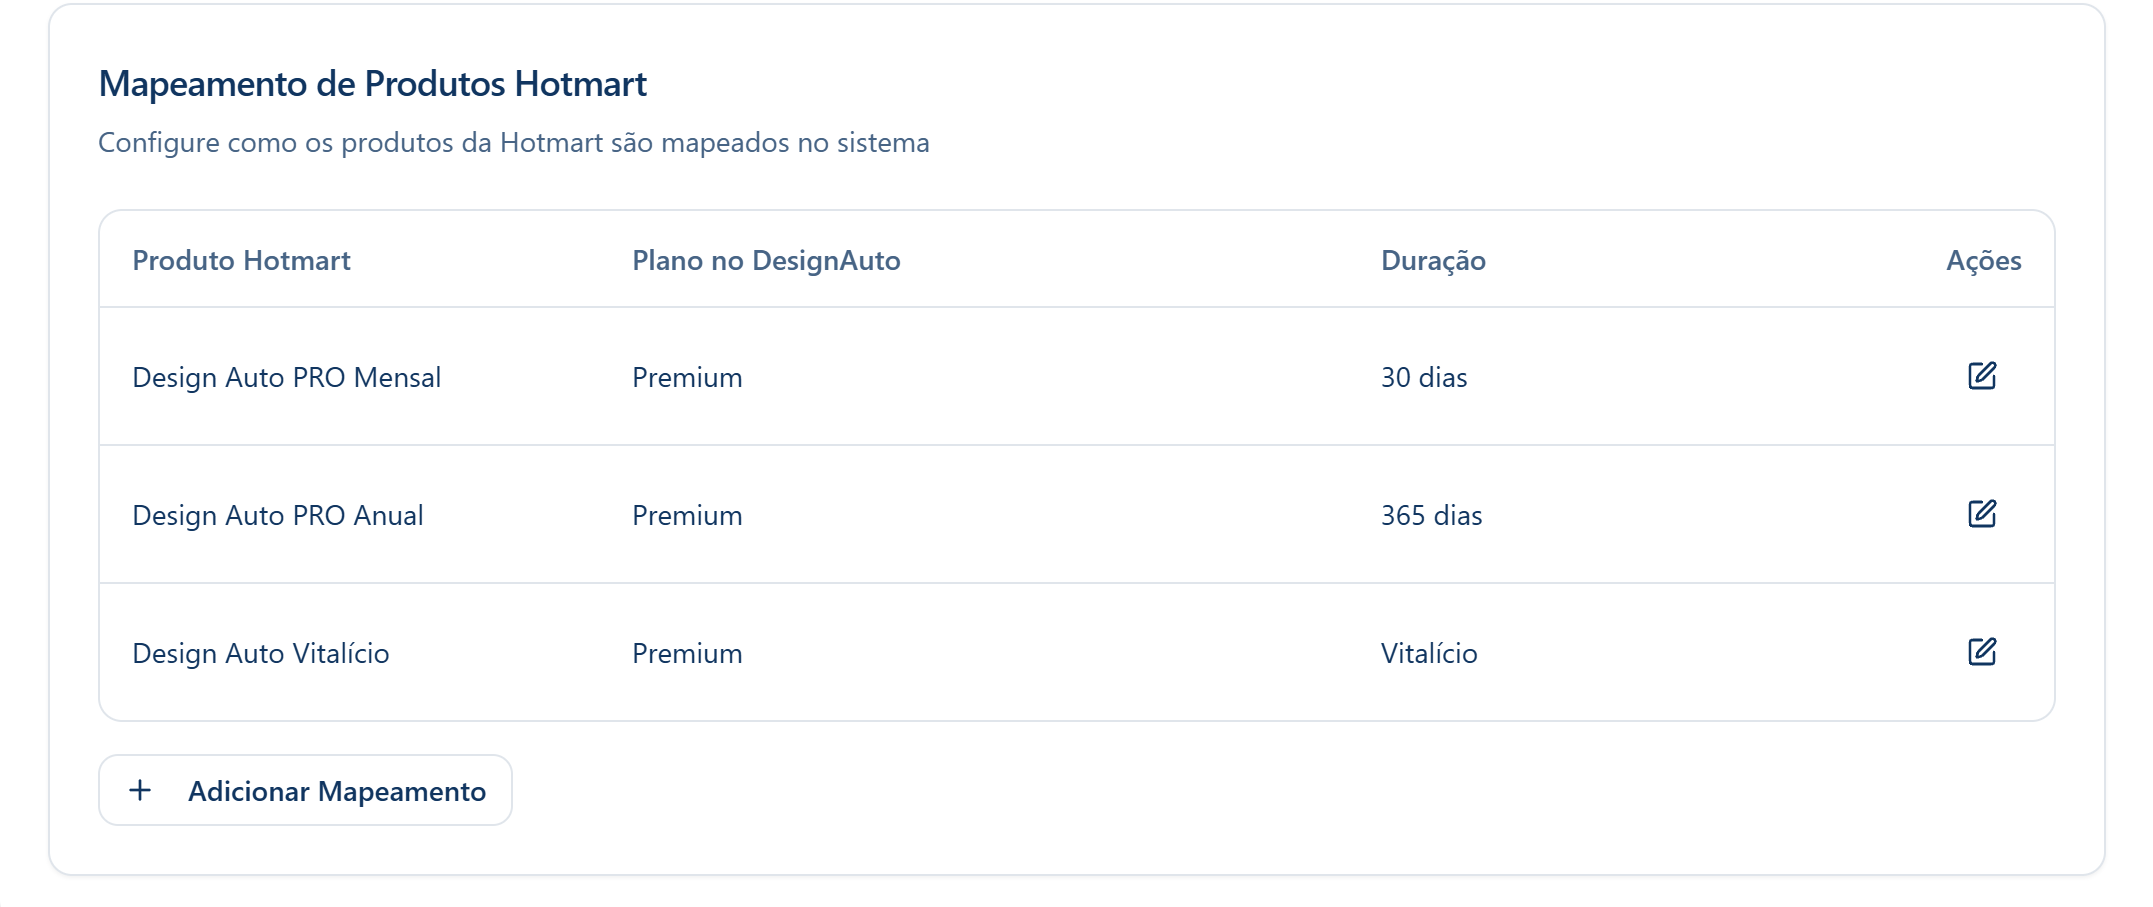 Mapeamento de Produtos Hotmart
Configure como os produtos da Hotmart são mapeados no sistema
Produto Hotmart Plano no DesignAuto Duração Ações
Design Auto PRO Mensal Premium 30 dias
Design Auto PRO Anual Premium 365 dias
Design Auto Vitalício Premium Vitalício
+ Adicionar Mapeamento